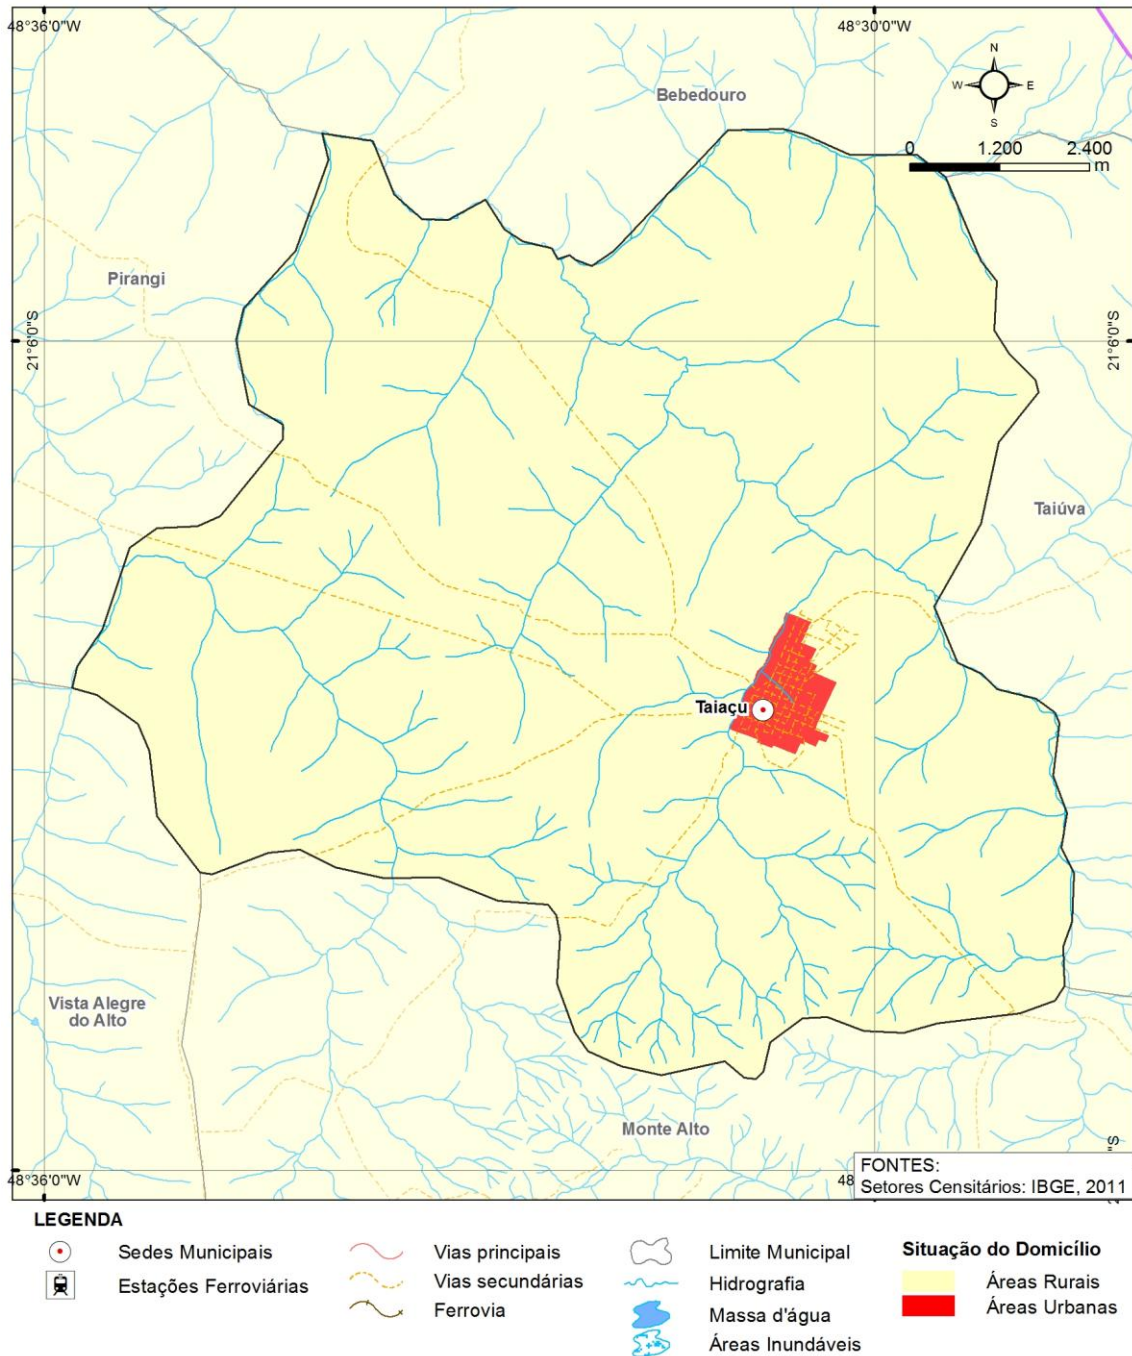 48°36'0"W
48°30'0"W
N
W
E
S
Bebedouro
0
1.200
2.400
m
Pirangi
21°6'0"S
21°6'0"S
Taiúva
Taiaçu
Vista Alegre
do Alto
Monte Alto
48°36'0"W
FONTES:
Setores Censitários: IBGE, 2011
LEGENDA
Sedes Municipais
Estações Ferroviárias
Vias principais
Vias secundárias
Ferrovia
Limite Municipal
Hidrografia
Massa d'água
Áreas Inundáveis
Situação do Domicílio
Áreas Rurais
Áreas Urbanas